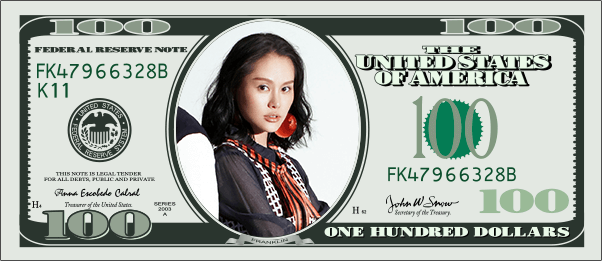 100 100
FEDERAL RESERVE NOTE
THE
UNITED STATES
OF AMERICA
FK47966328B
K11
100
UNITED STATES
FEDERAL RESERVE SYSTEM
THIS NOTE IS LEGAL TENDER
FOR ALL DEBTS, PUBLIC AND PRIVATE
FK47966328B
Anna Escobedo Cabral
Treasurer of the United States.
SERIES
2003
A
John W Snow
Secretary of the Treasury.
100
H4
H 62
100
FRANKLIN
ONE HUNDRED DOLLARS